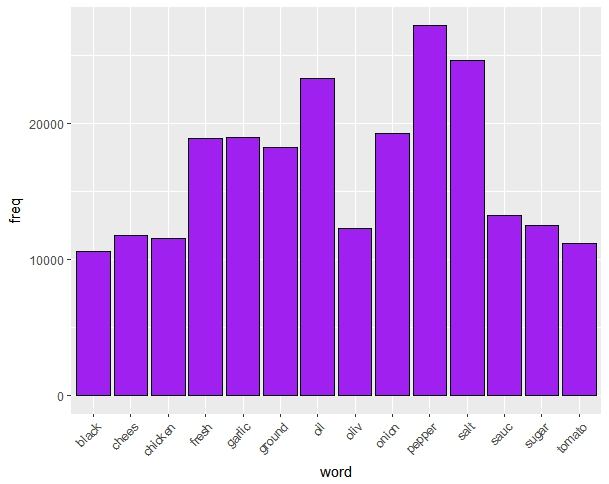 freq
20000
10000
0
black
chees
chicken
fresh
garlic
ground
oil
oliv
onion
pepper
salt
sauc
sugar
tomato
word